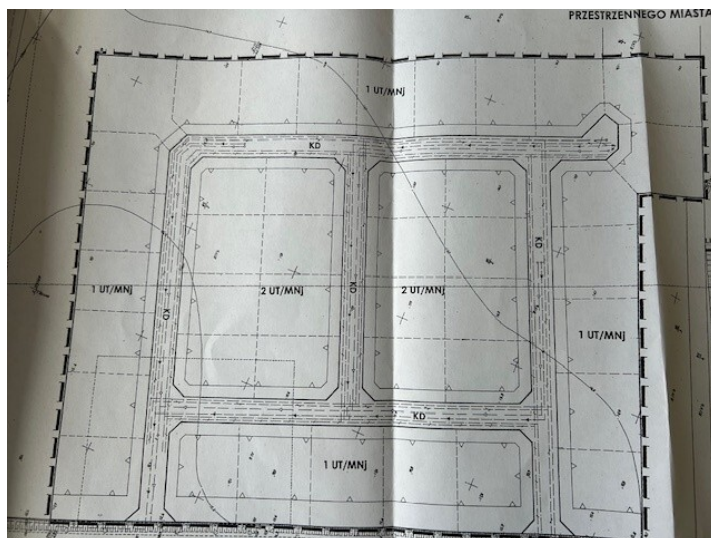 PRZESTRZENNEGO MIASTA
1 UT/MNj
KD
KD
1 UT/MNj
2 UT/MNj
KD
2 UT/MNj
KD
1 UT/MNj
KD
1 UT/MNj